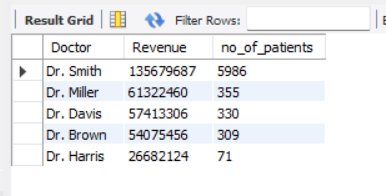 Result Grid Filter Rows:
Doctor Revenue no_of_patients
Dr. Smith 135679687 5986
Dr. Miller 61322460 355
Dr. Davis 57413306 330
Dr. Brown 54075456 309
Dr. Harris 26682124 71